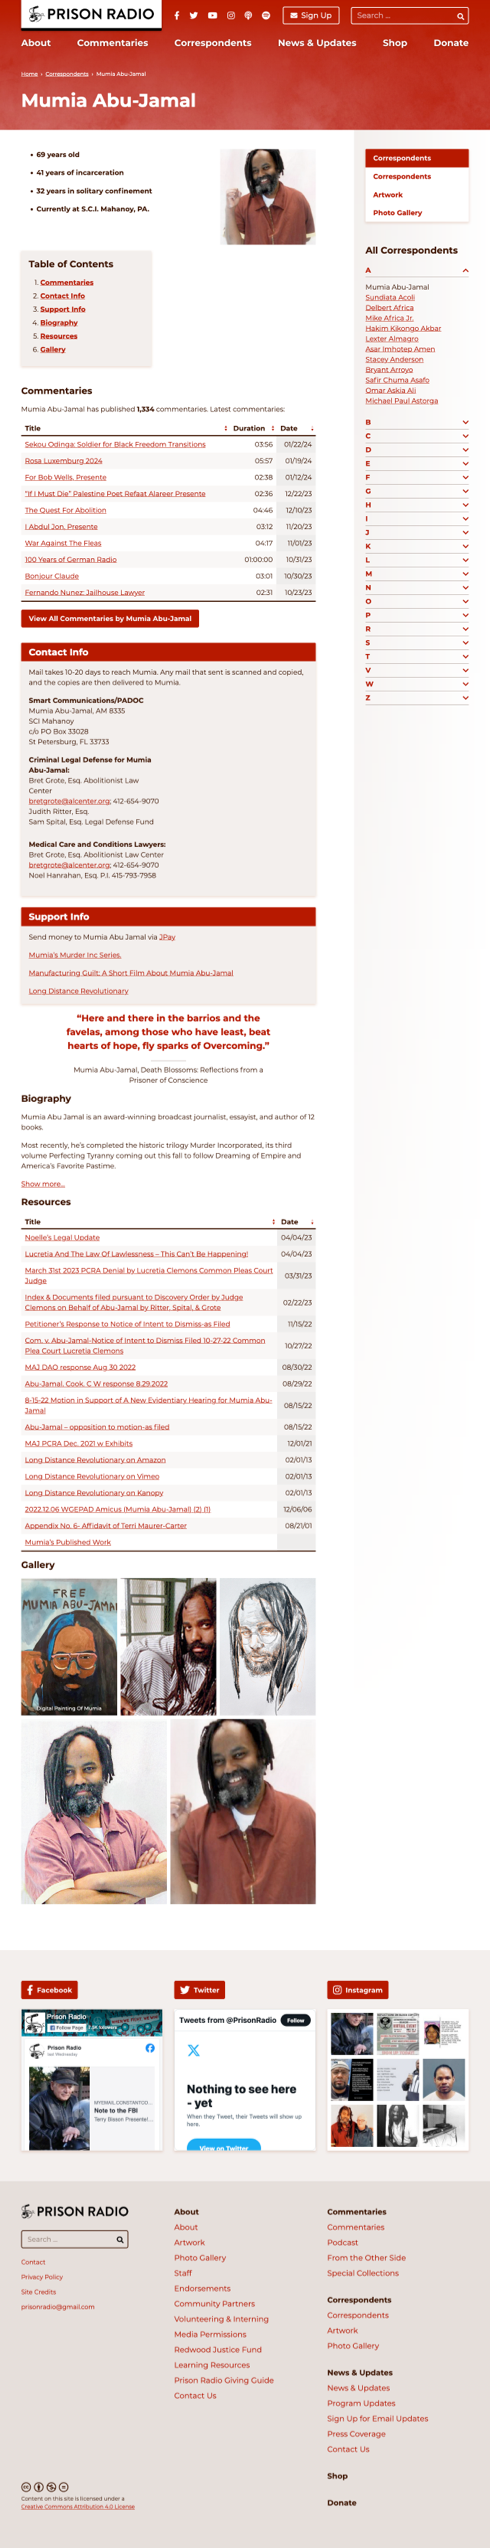 PRISON RADIO
Sign Up
Search ...
About
Commentaries
Correspondents
News & Updates
Shop
Donate
Home › Correspondents › Mumia Abu-Jamal
Mumia Abu-Jamal
69 years old
41 years of incarceration
32 years in solitary confinement
Currently at S.C.I. Mahanoy, PA.
Table of Contents
1. Commentaries
2. Contact Info
3. Support Info
4. Biography
5. Resources
6. Gallery
Commentaries
Mumia Abu-Jamal has published 1,334 commentaries. Latest commentaries:
Title Duration Date
Sekou Odinga: Soldier for Black Freedom Transitions 03:56 01/22/24
Rosa Luxemburg 2024 05:57 01/19/24
For Bob Wells, Presente 02:38 01/12/24
"If I Must Die" Palestine Poet Refaat Alareer Presente 02:36 12/22/23
The Quest For Abolition 04:46 12/10/23
I Abdul Jon, Presente 03:12 11/20/23
War Against The Fleas 04:17 11/01/23
100 Years of German Radio 01:00:00 10/31/23
Bonjour Claude 03:01 10/30/23
Fernando Nunez: Jailhouse Lawyer 02:31 10/23/23
View All Commentaries by Mumia Abu-Jamal
Contact Info
Mail takes 10-20 days to reach Mumia. Any mail that sent is scanned and copied,
and the copies are then delivered to Mumia.
Smart Communications/PADOC
Mumia Abu-Jamal, AM 8335
SCI Mahanoy
c/o PO Box 33028
St Petersburg, FL 33733
Criminal Legal Defense for Mumia
Abu-Jamal:
Bret Grote, Esq. Abolitionist Law
Center
bretgrote@alcenter.org; 412-654-9070
Judith Ritter, Esq.
Sam Spital, Esq. Legal Defense Fund
Medical Care and Conditions Lawyers:
Bret Grote, Esq. Abolitionist Law Center
bretgrote@alcenter.org; 412-654-9070
Noel Hanrahan, Esq. P.I. 415-793-7958
Support Info
Send money to Mumia Abu Jamal via JPay
Mumia's Murder Inc Series.
Manufacturing Guilt: A Short Film About Mumia Abu-Jamal
Long Distance Revolutionary
"Here and there in the barrios and the
favelas, among those who have least, beat
hearts of hope, fly sparks of Overcoming."
Mumia Abu-Jamal, Death Blossoms: Reflections from a
Prisoner of Conscience
Biography
Mumia Abu Jamal is an award-winning broadcast journalist, essayist, and author of 12
books.
Most recently, he's completed the historic trilogy Murder Incorporated, its third
volume Perfecting Tyranny coming out this fall to follow Dreaming of Empire and
America's Favorite Pastime.
Show more...
Resources
Title Date
Noelle's Legal Update 04/04/23
Lucretia And The Law Of Lawlessness – This Can't Be Happening! 04/04/23
March 31st 2023 PCRA Denial by Lucretia Clemons Common Pleas Court
Judge 03/31/23
Index & Documents filed pursuant to Discovery Order by Judge
Clemons on Behalf of Abu-Jamal by Ritter, Spital, & Grote 02/22/23
Petitioner's Response to Notice of Intent to Dismiss-as Filed 11/15/22
Com. v. Abu-Jamal-Notice of Intent to Dismiss Filed 10-27-22 Common
Plea Court Lucretia Clemons 10/27/22
MAJ DAO response Aug 30 2022 08/30/22
Abu-Jamal, Cook, C W response 8.29.2022 08/29/22
8-15-22 Motion in Support of A New Evidentiary Hearing for Mumia Abu-
Jamal 08/15/22
Abu-Jamal – opposition to motion-as filed 08/15/22
MAJ PCRA Dec. 2021 w Exhibits 12/01/21
Long Distance Revolutionary on Amazon 02/01/13
Long Distance Revolutionary on Vimeo 02/01/13
Long Distance Revolutionary on Kanopy 02/01/13
2022.12.06 WGEPAD Amicus (Mumia Abu-Jamal) (2) (1) 12/06/06
Appendix No. 6- Affidavit of Terri Maurer-Carter 08/21/01
Mumia's Published Work
Gallery
FREE
MUMIA ABU-JAMAL
Digital Painting Of Mumia
Correspondents
Correspondents
Artwork
Photo Gallery
All Correspondents
A
Mumia Abu-Jamal
Sundiata Acoli
Delbert Africa
Mike Africa Jr.
Hakim Kikongo Akbar
Lexter Almagro
Asar Imhotep Amen
Stacey Anderson
Bryant Arroyo
Safir Chuma Asafo
Omar Askia Ali
Michael Paul Astorga
B
C
D
E
F
G
H
I
J
K
L
M
N
O
P
R
S
T
V
W
Z
Facebook
Prison Radio
Follow Page
Prison Radio
last Wednesday
MYEMAIL.CONSTANTCO...
Note to the FBI
Terry Bisson Presente!...
Twitter
Tweets from @PrisonRadio
Follow
Nothing to see here
- yet
When they Tweet, their Tweets will show up
here.
View on Twitter
Instagram
PRISON RADIO
Search ...
Contact
Privacy Policy
Site Credits
prisonradio@gmail.com
Content on this site is licensed under a
Creative Commons Attribution 4.0 License
About
About
Artwork
Photo Gallery
Staff
Endorsements
Community Partners
Volunteering & Interning
Media Permissions
Redwood Justice Fund
Learning Resources
Prison Radio Giving Guide
Contact Us
Commentaries
Commentaries
Podcast
From the Other Side
Special Collections
Correspondents
Correspondents
Artwork
Photo Gallery
News & Updates
News & Updates
Program Updates
Sign Up for Email Updates
Press Coverage
Contact Us
Shop
Donate